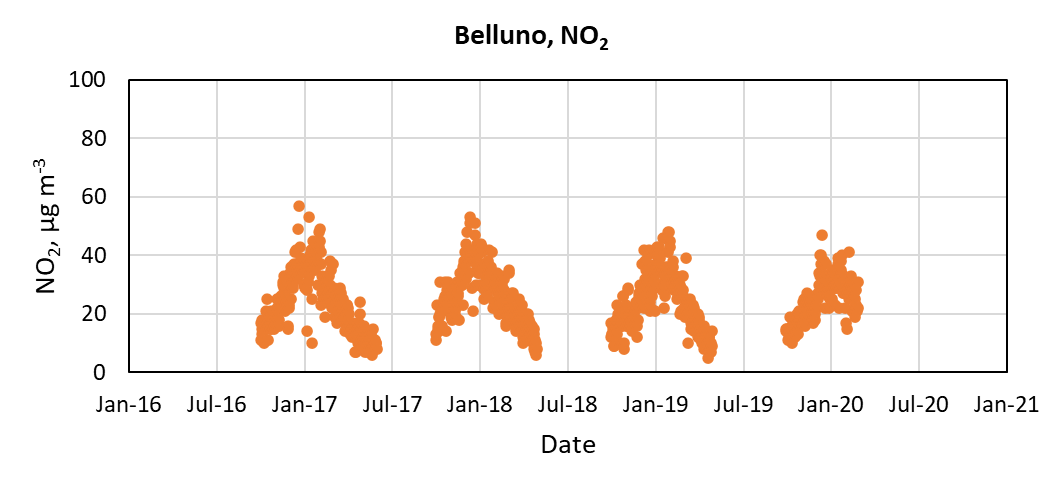 Belluno, NO₂
100
80
60
40
20
0
NO₂, µg m⁻³
Jan-16 Jul-16 Jan-17 Jul-17 Jan-18 Jul-18 Jan-19 Jul-19 Jan-20 Jul-20 Jan-21
Date